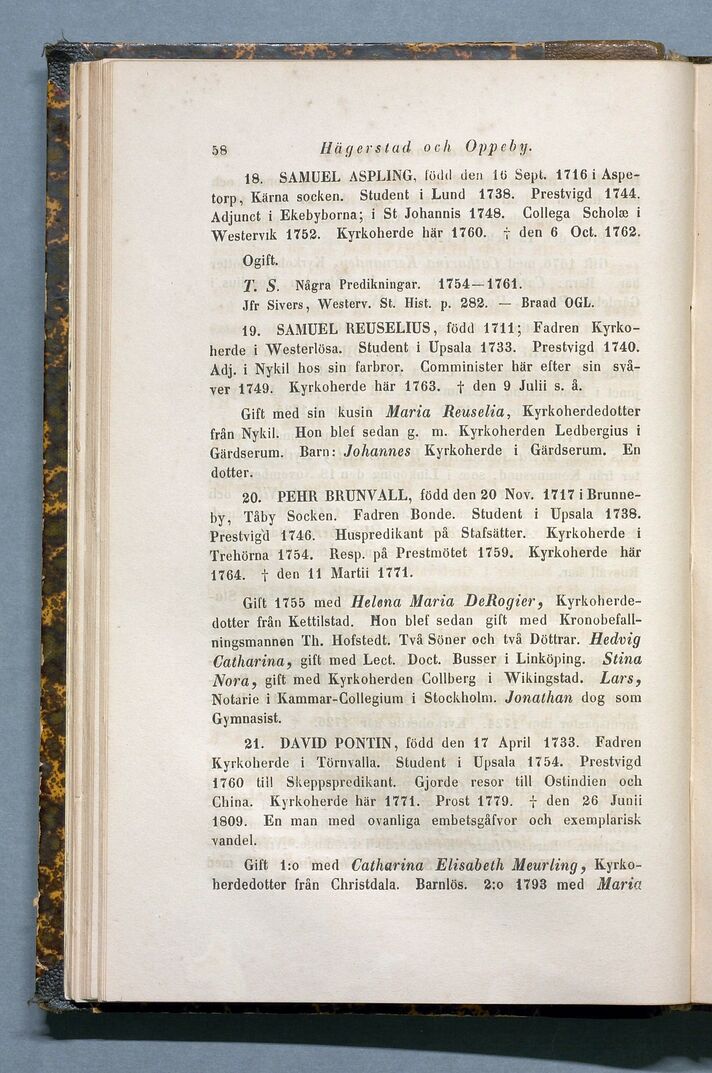 58 Hägerstad och Oppeby.
18. SAMUEL ASPLING, född den 16 Sept. 1716 i Aspe-
torp, Kärna socken. Student i Lund 1738. Prestvigd 1744.
Adjunct i Ekebyborna; i St Johannis 1748. Collega Scholæ i
Westervik 1752. Kyrkoherde här 1760. † den 6 Oct. 1762.
Ogift.
T. S. Några Predikningar. 1754—1761.
Jfr Sivers, Westerv. St. Hist. p. 282. — Braad OGL.
19. SAMUEL REUSELIUS, född 1711; Fadren Kyrko-
herde i Westerlösa. Student i Upsala 1733. Prestvigd 1740.
Adj. i Nykil hos sin farbror. Comminister här efter sin svå-
ver 1749. Kyrkoherde här 1763. † den 9 Julii s. å.
Gift med sin kusin Maria Reuselia, Kyrkoherdedotter
från Nykil. Hon blef sedan g. m. Kyrkoherden Ledbergius i
Gärdserum. Barn: Johannes Kyrkoherde i Gärdserum. En
dotter.
20. PEHR BRUNVALL, född den 20 Nov. 1717 i Brunne-
by, Tåby Socken. Fadren Bonde. Student i Upsala 1738.
Prestvigd 1746. Huspredikant på Stafsätter. Kyrkoherde i
Trehörna 1754. Resp. på Prestmötet 1759. Kyrkoherde här
1764. † den 11 Martii 1771.
Gift 1755 med Helena Maria DeRogier, Kyrkoherde-
dotter från Kettilstad. Hon blef sedan gift med Kronobefall-
ningsmannen Th. Hofstedt. Två Söner och två Döttrar. Hedvig
Catharina, gift med Lect. Doct. Busser i Linköping. Stina
Nora, gift med Kyrkoherden Collberg i Wikingstad. Lars,
Notarie i Kammar-Collegium i Stockholm. Jonathan dog som
Gymnasist.
21. DAVID PONTIN, född den 17 April 1733. Fadren
Kyrkoherde i Törnvalla. Student i Upsala 1754. Prestvigd
1760 till Skeppspredikant. Gjorde resor till Ostindien och
China. Kyrkoherde här 1771. Prost 1779. † den 26 Junii
1809. En man med ovanliga embetsgåfvor och exemplarisk
vandel.
Gift 1:o med Catharina Elisabeth Meurling, Kyrko-
herdedotter från Christdala. Barnlös. 2:o 1793 med Maria